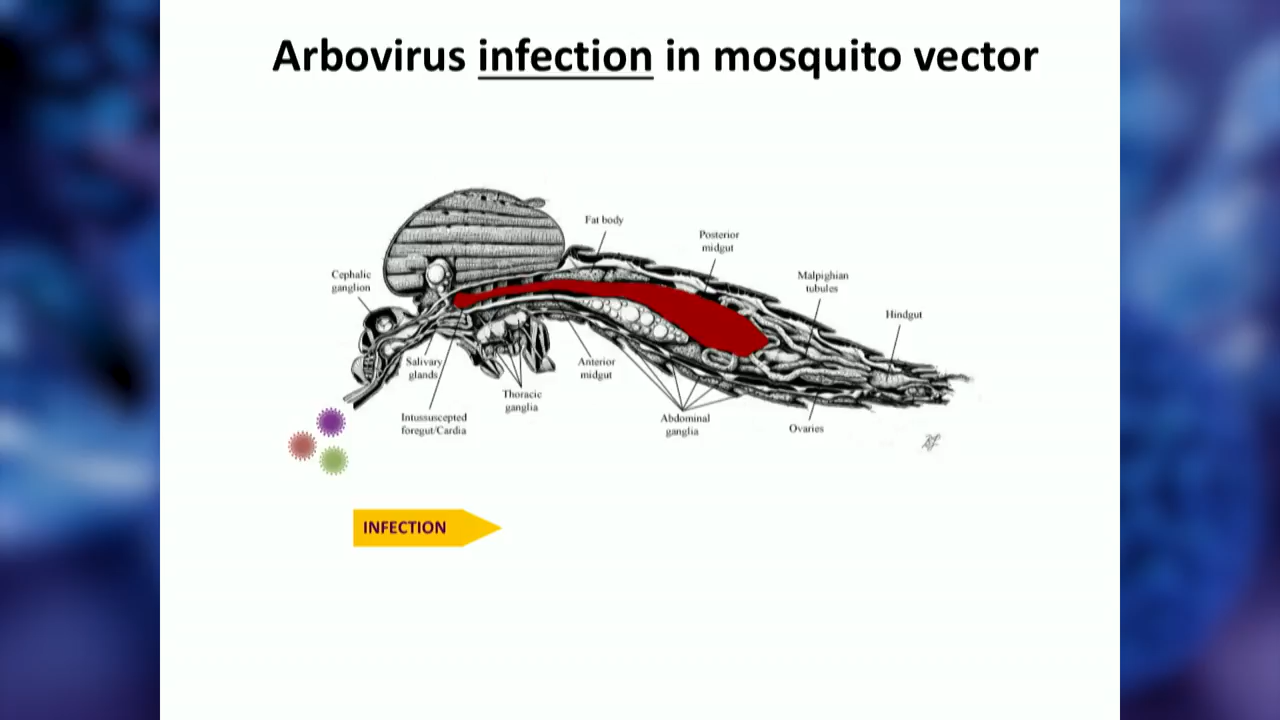 Arbovirus infection in mosquito vector
Fat body
Posterior
midgut
Cephalic
ganglion
Malpighian
tubules
Hindgut
Salivary
glands
Anterior
midgut
Thoracic
ganglia
Intussuscepted
foregut/Cardia
Abdominal
ganglia
Ovaries
INFECTION